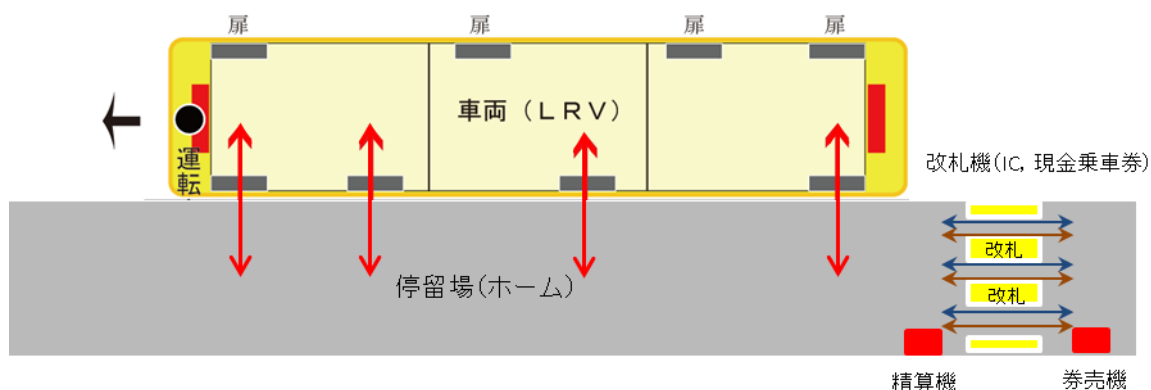 扉 扉 扉 扉
車両（ＬＲＶ）
運転
改札機(IC, 現金乗車券)
改札
停留場(ホーム)
改札
精算機
券売機